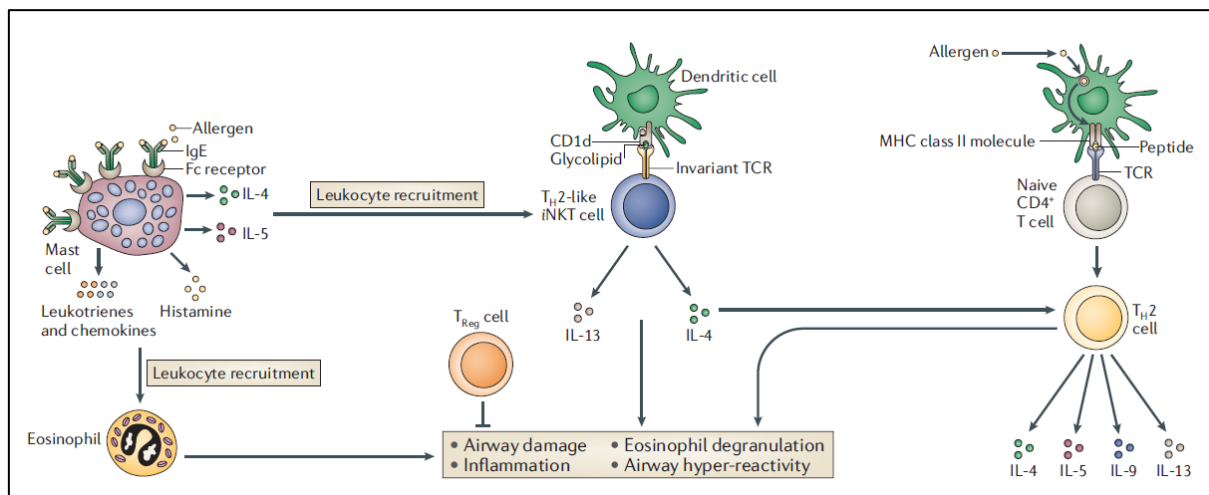 Allergen
IgE
Fc receptor
IL-4
IL-5
Mast
cell
Leukotrienes
and chemokines
Histamine
Leukocyte recruitment
Leukocyte recruitment
Eosinophil
Dendritic cell
CD1d
Glycolipid
Invariant TCR
TH2-like
iNKT cell
IL-13
IL-4
TReg cell
• Airway damage
• Inflammation
• Eosinophil degranulation
• Airway hyper-reactivity
Allergen
MHC class II molecule
Peptide
TCR
Naive
CD4+
T cell
TH2
cell
IL-4
IL-5
IL-9
IL-13